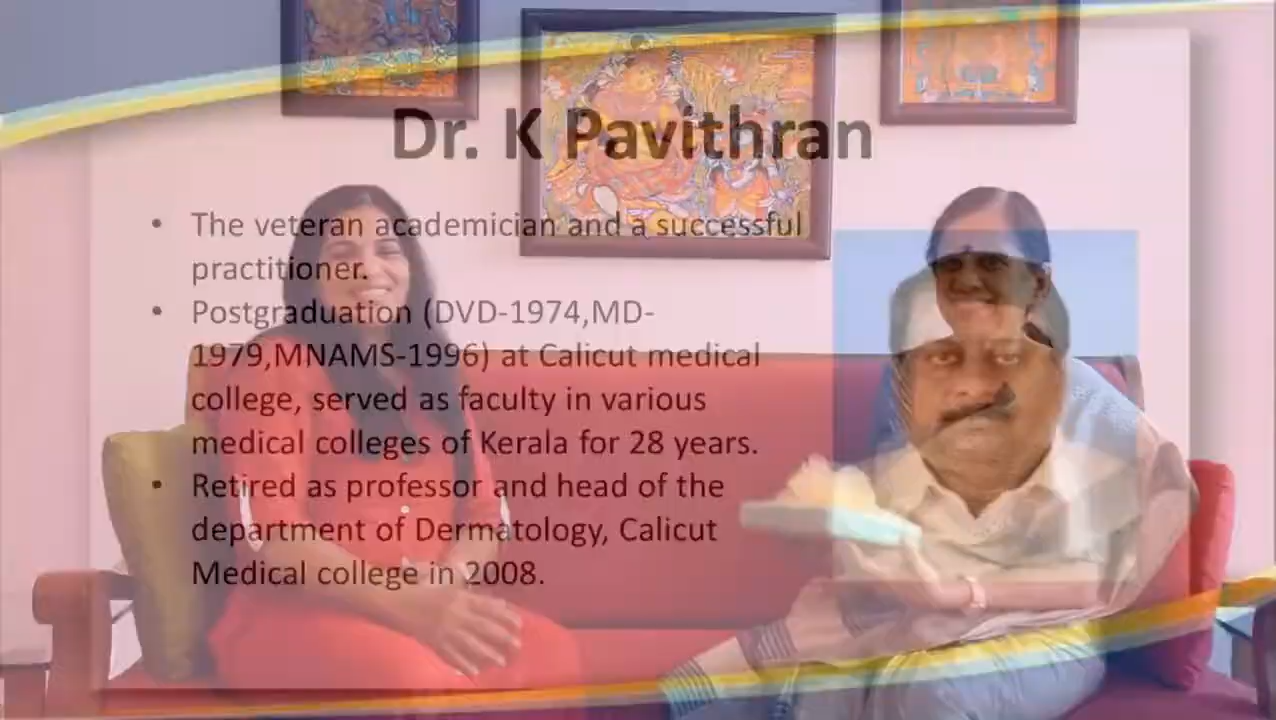 Dr. K Pavithran
• The veteran academician and a successful
practitioner.
• Postgraduation (DVD-1974,MD-
1979,MNAMS-1996) at Calicut medical
college, served as faculty in various
medical colleges of Kerala for 28 years.
• Retired as professor and head of the
department of Dermatology, Calicut
Medical college in 2008.